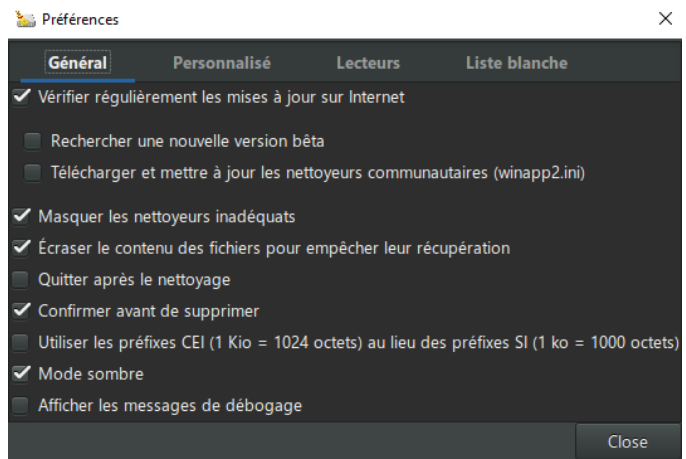 Préférences
Général Personnalisé Lecteurs Liste blanche
Vérifier régulièrement les mises à jour sur Internet
Rechercher une nouvelle version bêta
Télécharger et mettre à jour les nettoyeurs communautaires (winapp2.ini)
Masquer les nettoyeurs inadéquats
Écraser le contenu des fichiers pour empêcher leur récupération
Quitter après le nettoyage
Confirmer avant de supprimer
Utiliser les préfixes CEI (1 Kio = 1024 octets) au lieu des préfixes SI (1 ko = 1000 octets)
Mode sombre
Afficher les messages de débogage
Close